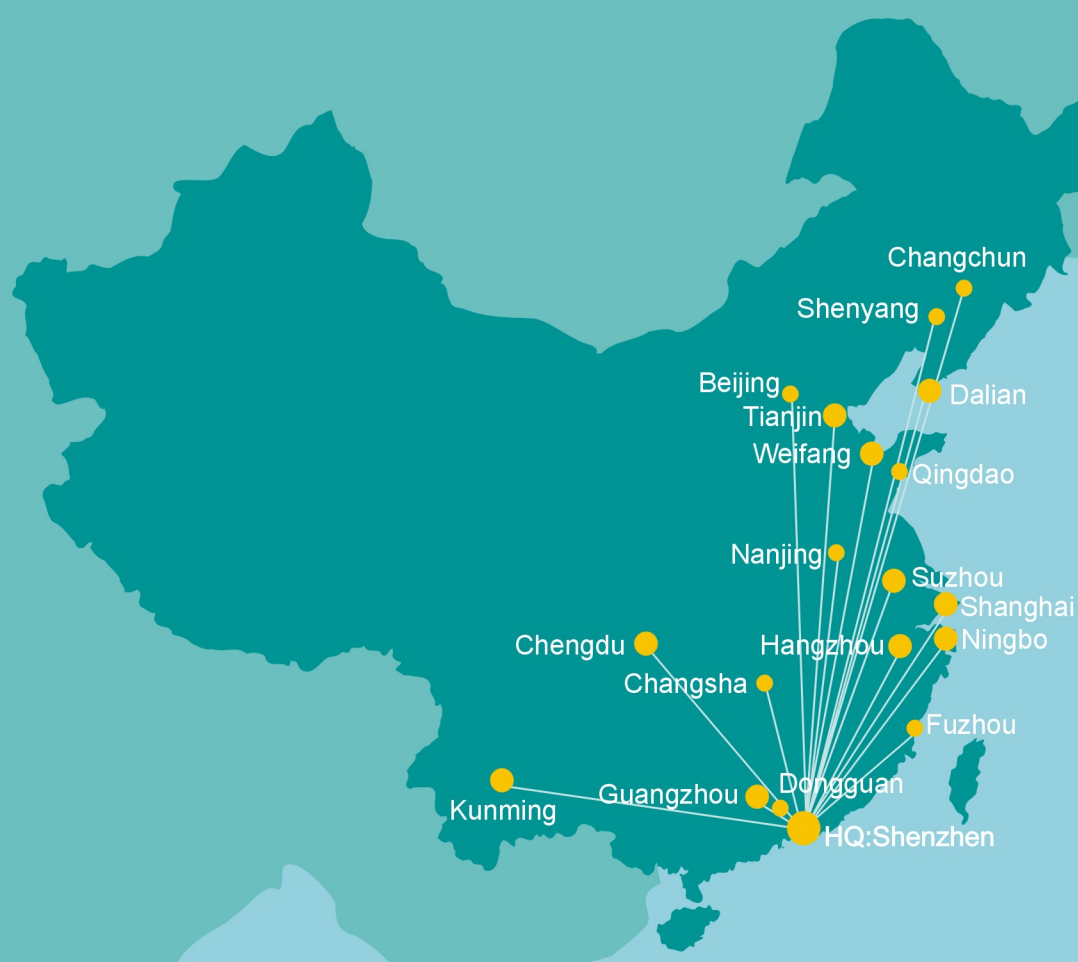 Changchun
Shenyang
Beijing
Dalian
Tianjin
Weifang
Qingdao
Nanjing
Suzhou
Shanghai
Ningbo
Hangzhou
Chengdu
Changsha
Fuzhou
Dongguan
Guangzhou
Kunming
HQ:Shenzhen